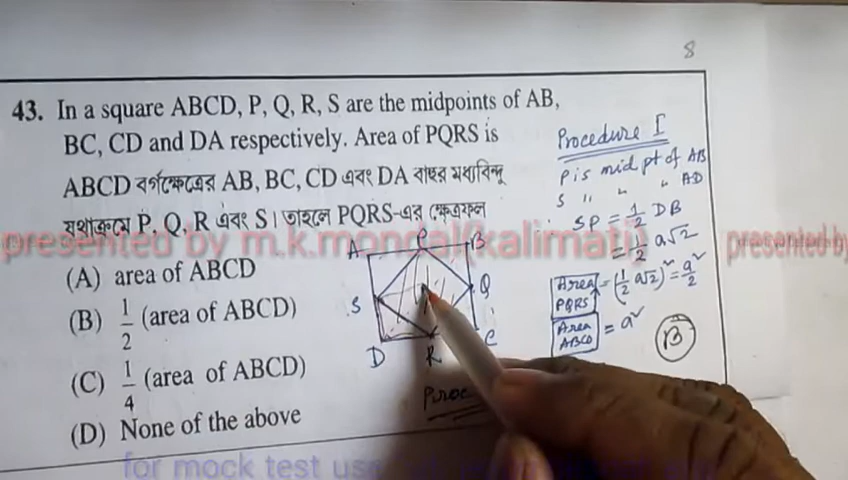 8
43. In a square ABCD, P, Q, R, S are the midpoints of AB,
BC, CD and DA respectively. Area of PQRS is
ABCD বর্গক্ষেত্রের AB, BC, CD এবং DA বাহুর মধ্যবিন্দু
যথাক্রমে P, Q, R এবং S। তাহলে PQRS-এর ক্ষেত্রফল
presented by m.k.mondal(kalimati) presented by
(A) area of ABCD
(B) 1/2 (area of ABCD)
(C) 1/4 (area of ABCD)
(D) None of the above
A P B
S Q
D R C
Procedure I
P is mid pt of AB
S " " " AD
∴ SP = 1/2 DB
= 1/2 a√2
Area PQRS = (1/2 a√2)² = a²/2
Area ABCD = a²
B
for mock test